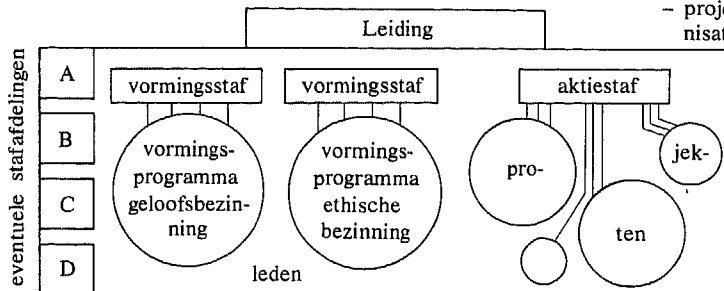 – proje
nisat
Leiding
eventuele stafafdelingen
A
B
C
D
vormingsstaf
vormingsstaf
aktiestaf
vormings-
programma
geloofsbezin-
ning
vormings-
programma
ethische
bezinning
pro-
jek-
ten
leden